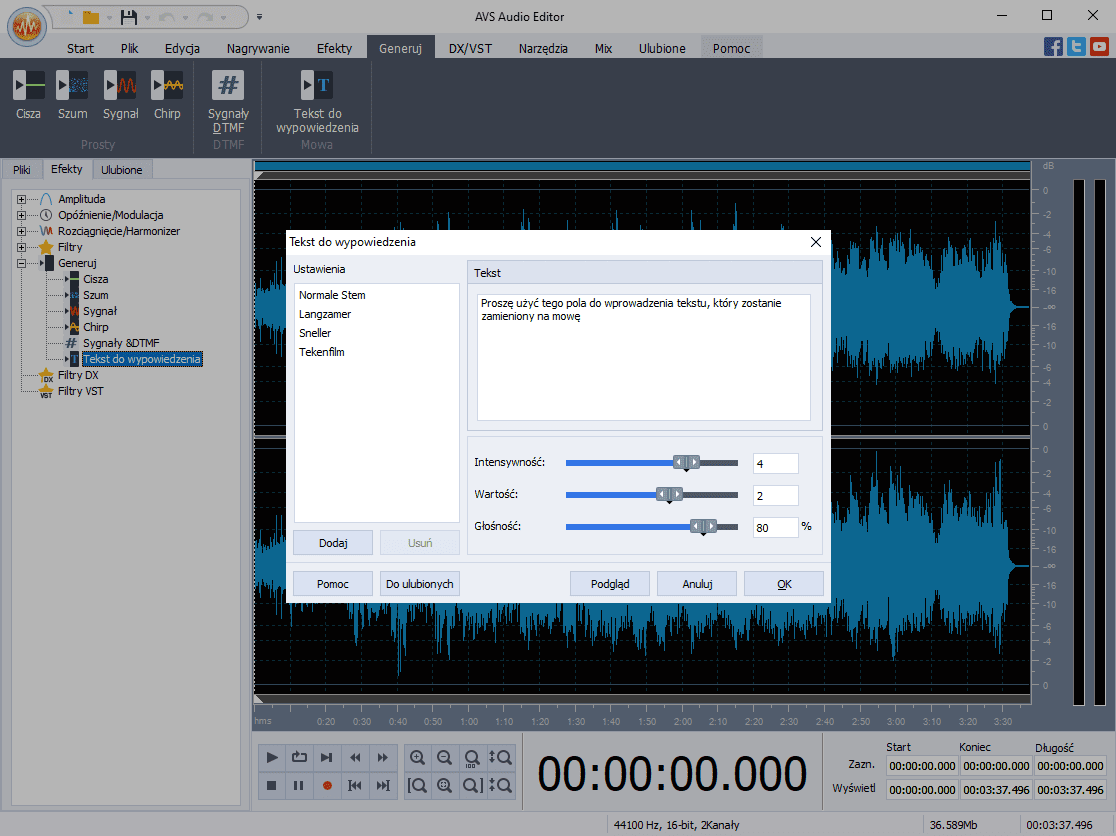 AVS Audio Editor
Start Plik Edycja Nagrywanie Efekty Generuj DX/VST Narzędzia Mix Ulubione Pomoc
Cisza Szum Sygnał Chirp Sygnały DTMF Tekst do wypowiedzenia
Prosty DTMF Mowa
Pliki Efekty Ulubione
Amplituda
Opóźnienie/Modulacja
Rozciągnięcie/Harmonizer
Filtry
Generuj
Cisza
Szum
Sygnał
Chirp
Sygnały &DTMF
Tekst do wypowiedzenia
Filtry DX
Filtry VST
dB
0
-2
-4
-6
-10
-16
-∞
-16
-10
-6
-4
-2
0
0
-2
-4
-6
-10
-16
-∞
-16
-10
-6
-4
-2
0
Tekst do wypowiedzenia
Ustawienia
Normale Stem
Langzamer
Sneller
Tekenfilm
Dodaj Usuń
Tekst
Proszę użyć tego pola do wprowadzenia tekstu, który zostanie
zamieniony na mowę
Intensywność: 4
Wartość: 2
Głośność: 80 %
Pomoc Do ulubionych Podgląd Anuluj OK
hms 0:20 0:30 0:40 0:50 1:00 1:10 1:20 1:30 1:40 1:50 2:00 2:10 2:20 2:30 2:40 2:50 3:00 3:10 3:20 3:30
00:00:00.000
Start Koniec Długość
Zazn. 00:00:00.000 00:00:00.000 00:00:00.000
Wyświetl 00:00:00.000 00:03:37.496 00:03:37.496
44100 Hz, 16-bit, 2Kanały 36.589Mb 00:03:37.496